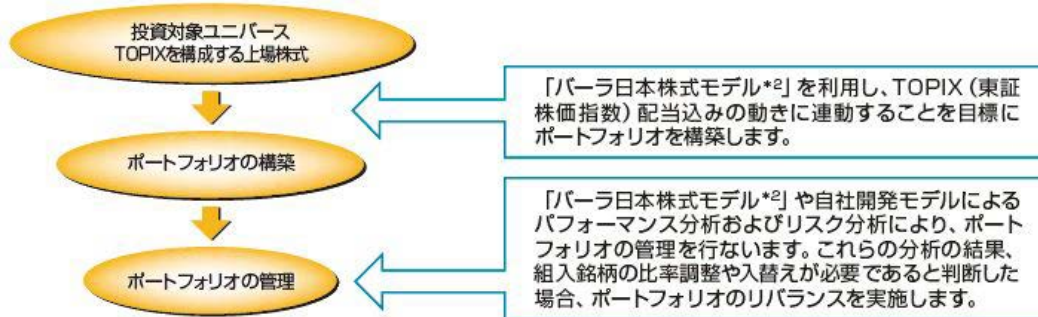 投資対象ユニバース
TOPIXを構成する上場株式
「バーラ日本株式モデル*2」を利用し、TOPIX(東証
株価指数)配当込みの動きに連動することを目標に
ポートフォリオを構築します。
ポートフォリオの構築
「バーラ日本株式モデル*2」や自社開発モデルによる
パフォーマンス分析およびリスク分析により、ポート
フォリオの管理を行ないます。これらの分析の結果、
組入銘柄の比率調整や入替えが必要であると判断した
場合、ポートフォリオのリバランスを実施します。
ポートフォリオの管理